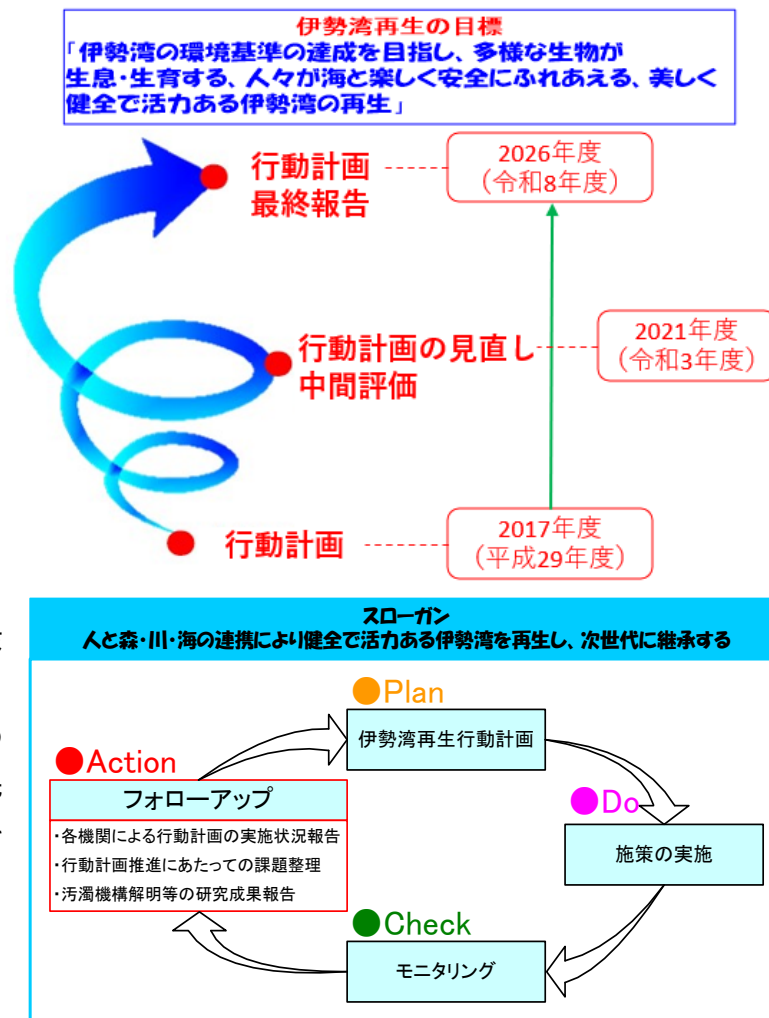 伊勢湾再生の目標
「伊勢湾の環境基準の達成を目指し、多様な生物が
生息・生育する、人々が海と楽しく安全にふれあえる、美しく
健全で活力ある伊勢湾の再生」
行動計画
最終報告
2026年度
(令和8年度)
行動計画の見直し
中間評価
2021年度
(令和3年度)
行動計画
2017年度
(平成29年度)
スローガン
人と森・川・海の連携により健全で活力ある伊勢湾を再生し、次世代に継承する
●Plan
伊勢湾再生行動計画
●Action
フォローアップ
・各機関による行動計画の実施状況報告
・行動計画推進にあたっての課題整理
・汚濁機構解明等の研究成果報告
●Do
施策の実施
●Check
モニタリング